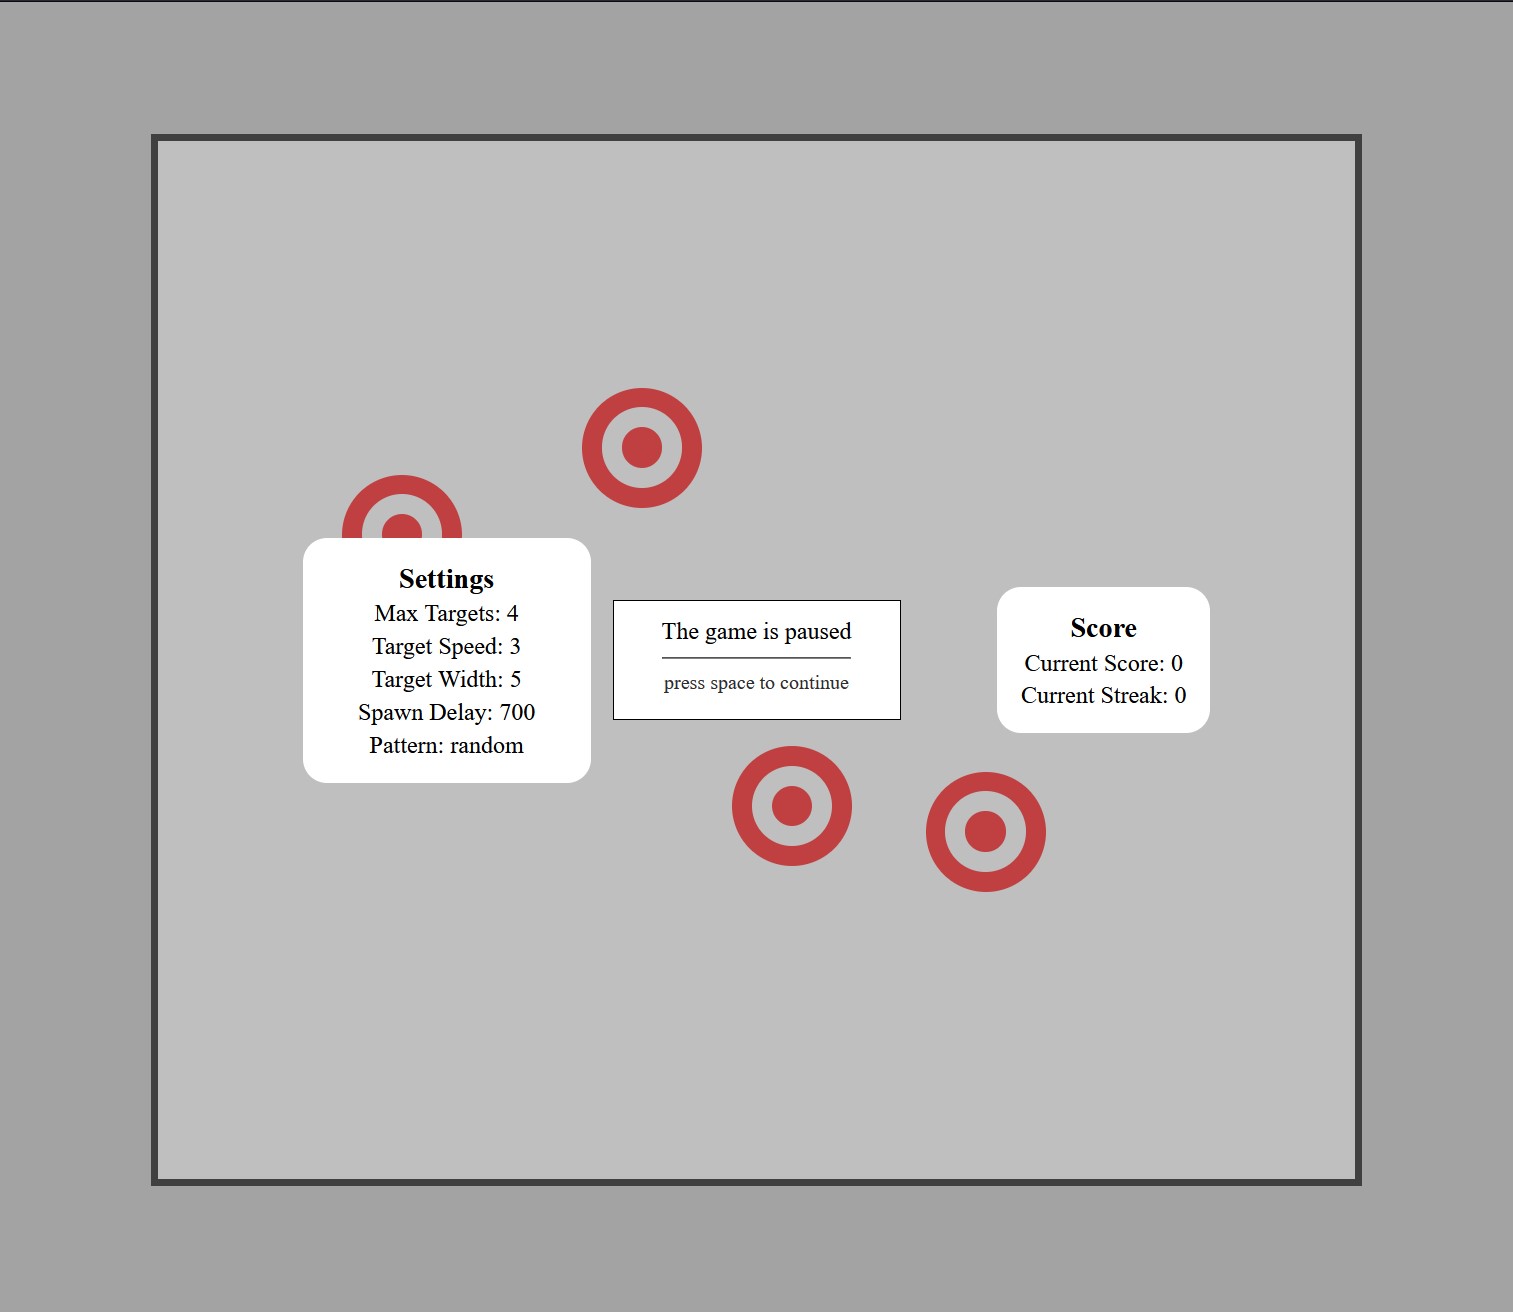 Settings
Max Targets: 4
Target Speed: 3
Target Width: 5
Spawn Delay: 700
Pattern: random
The game is paused
press space to continue
Score
Current Score: 0
Current Streak: 0